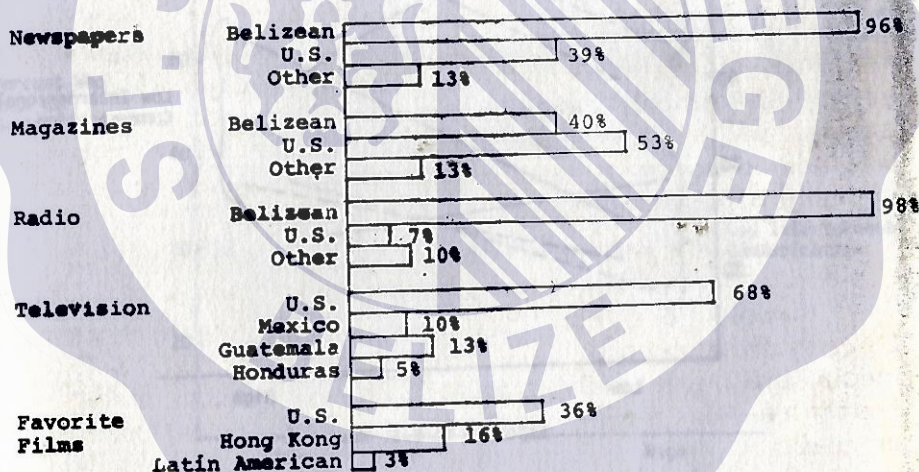 Newspapers Belizean 96%
U.S. 39%
Other 13%
Magazines Belizean 40%
U.S. 53%
Other 13%
Radio Belizean 98%
U.S. 7%
Other 10%
Television U.S. 68%
Mexico 10%
Guatemala 13%
Honduras 5%
Favorite Films U.S. 36%
Hong Kong 16%
Latin American 3%
BELIZE